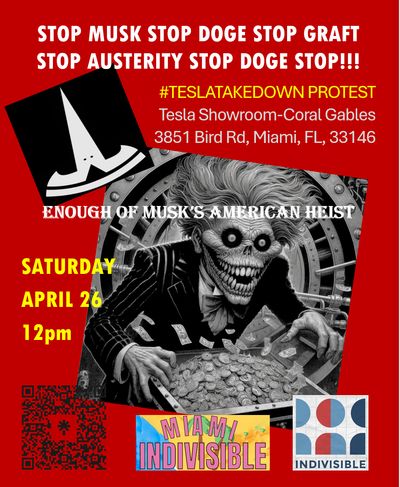 STOP MUSK STOP DOGE STOP GRAFT
STOP AUSTERITY STOP DOGE STOP!!!
#TESLATAKEDOWN PROTEST
Tesla Showroom-Coral Gables
3851 Bird Rd, Miami, FL, 33146
ENOUGH OF MUSK'S AMERICAN HEIST
SATURDAY
APRIL 26
12pm
MIAMI
INDIVISIBLE
INDIVISIBLE